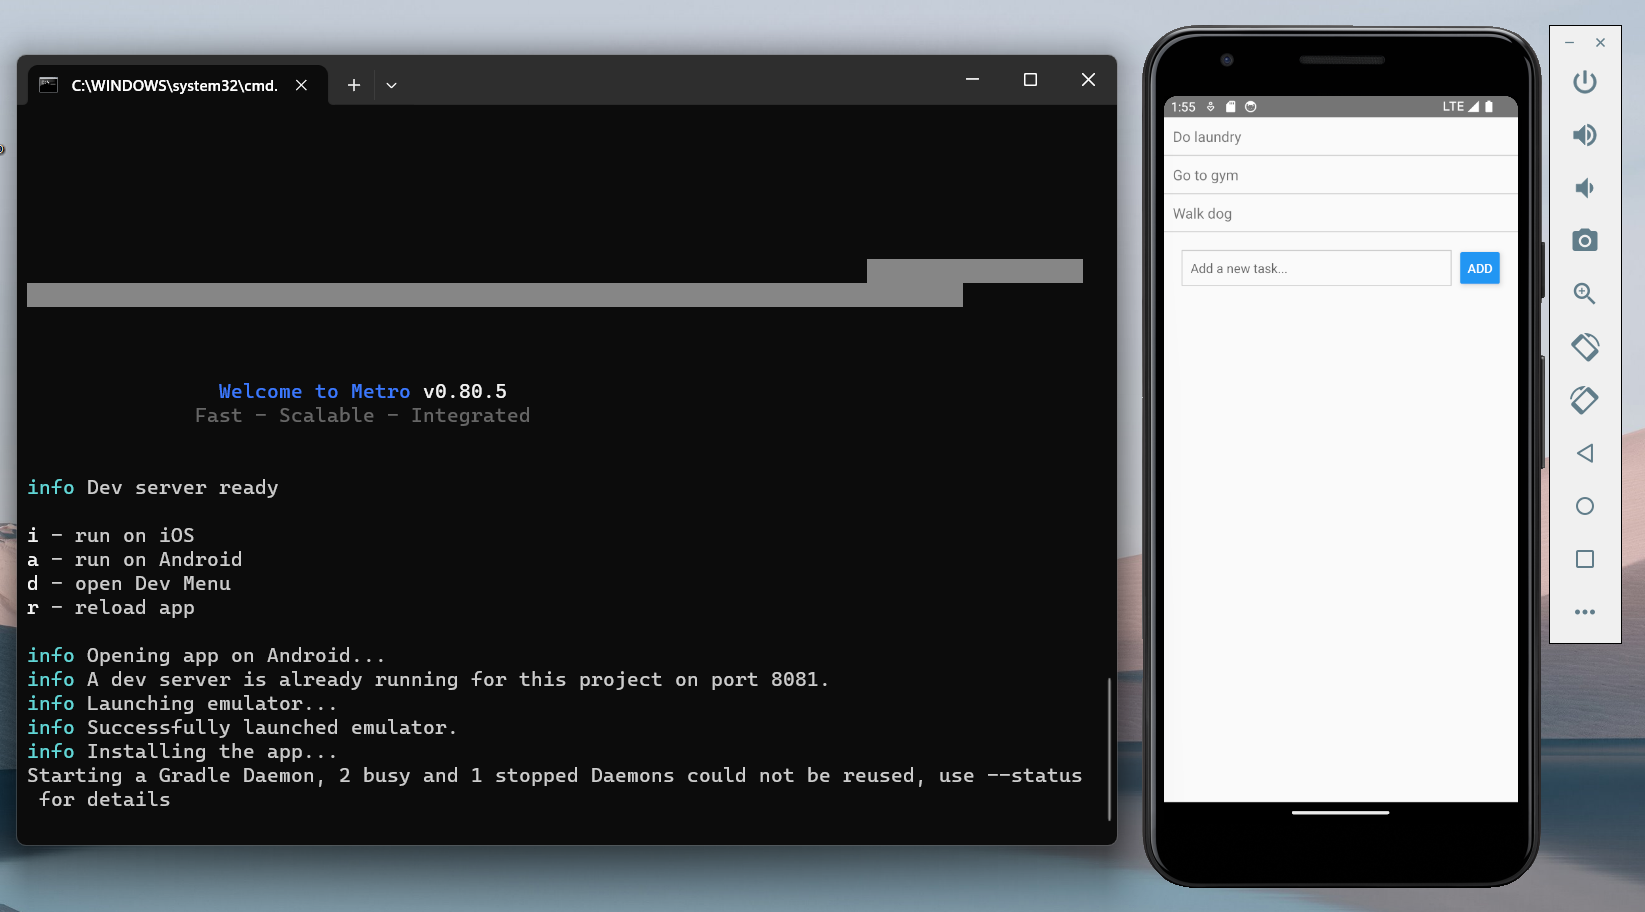 C:\WINDOWS\system32\cmd.
Welcome to Metro v0.80.5
Fast - Scalable - Integrated
info Dev server ready
i - run on iOS
a - run on Android
d - open Dev Menu
r - reload app
info Opening app on Android...
info A dev server is already running for this project on port 8081.
info Launching emulator...
info Successfully launched emulator.
info Installing the app...
Starting a Gradle Daemon, 2 busy and 1 stopped Daemons could not be reused, use --status
for details
1:55 LTE
Do laundry
Go to gym
Walk dog
Add a new task... ADD